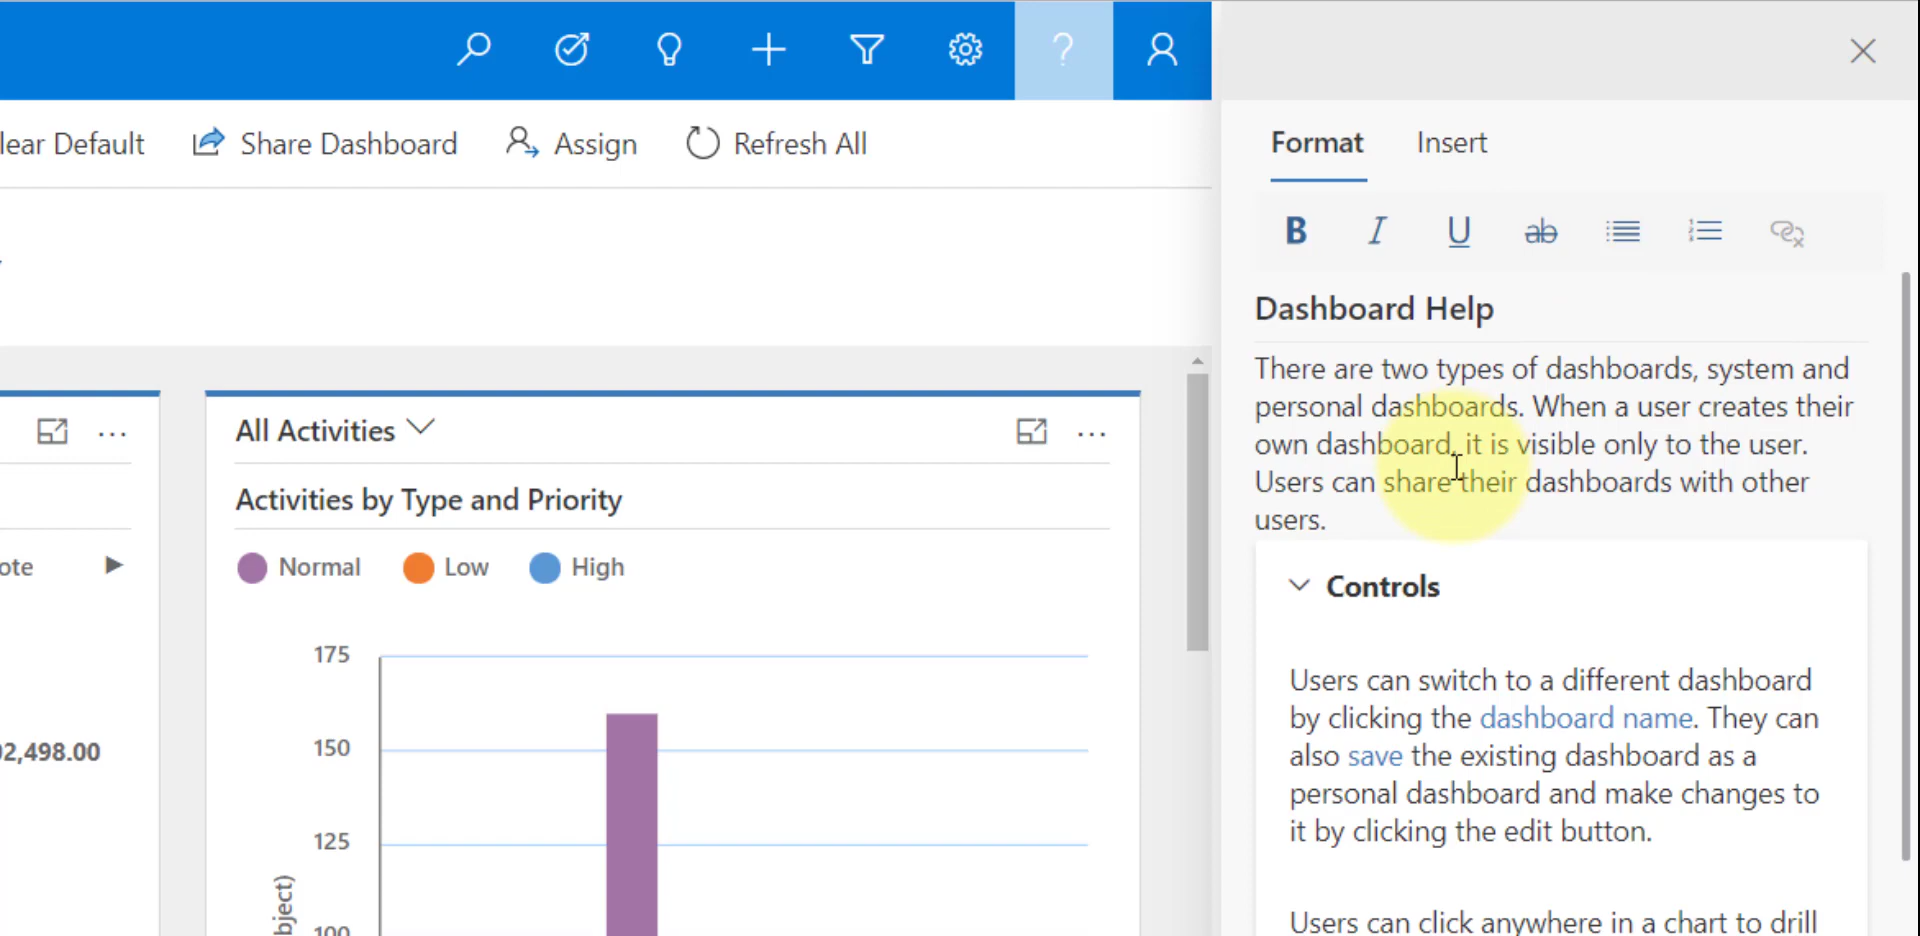 lear Default
Share Dashboard
Assign
Refresh All
All Activities
Activities by Type and Priority
Normal
Low
High
ote
02,498.00
175
150
125
100
bject)
Format
Insert
B I U ab
Dashboard Help
There are two types of dashboards, system and
personal dashboards. When a user creates their
own dashboard, it is visible only to the user.
Users can share their dashboards with other
users.
Controls
Users can switch to a different dashboard
by clicking the dashboard name. They can
also save the existing dashboard as a
personal dashboard and make changes to
it by clicking the edit button.
Users can click anywhere in a chart to drill